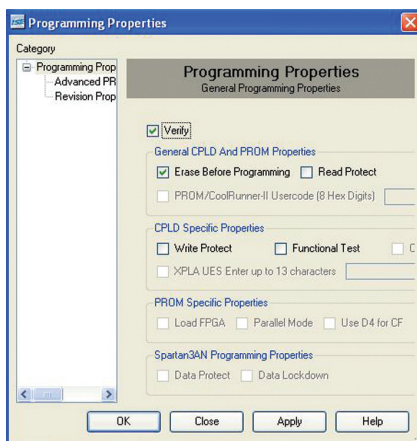 Programming Properties
Category
Programming Prop
Advanced PR
Revision Prop
Programming Properties
General Programming Properties
Verify
General CPLD And PROM Properties
Erase Before Programming Read Protect
PROM/CoolRunner-II Usercode (8 Hex Digits)
CPLD Specific Properties
Write Protect Functional Test C
XPLA UES Enter up to 13 characters
PROM Specific Properties
Load FPGA Parallel Mode Use D4 for CF
Spartan3AN Programming Properties
Data Protect Data Lockdown
OK Close Apply Help